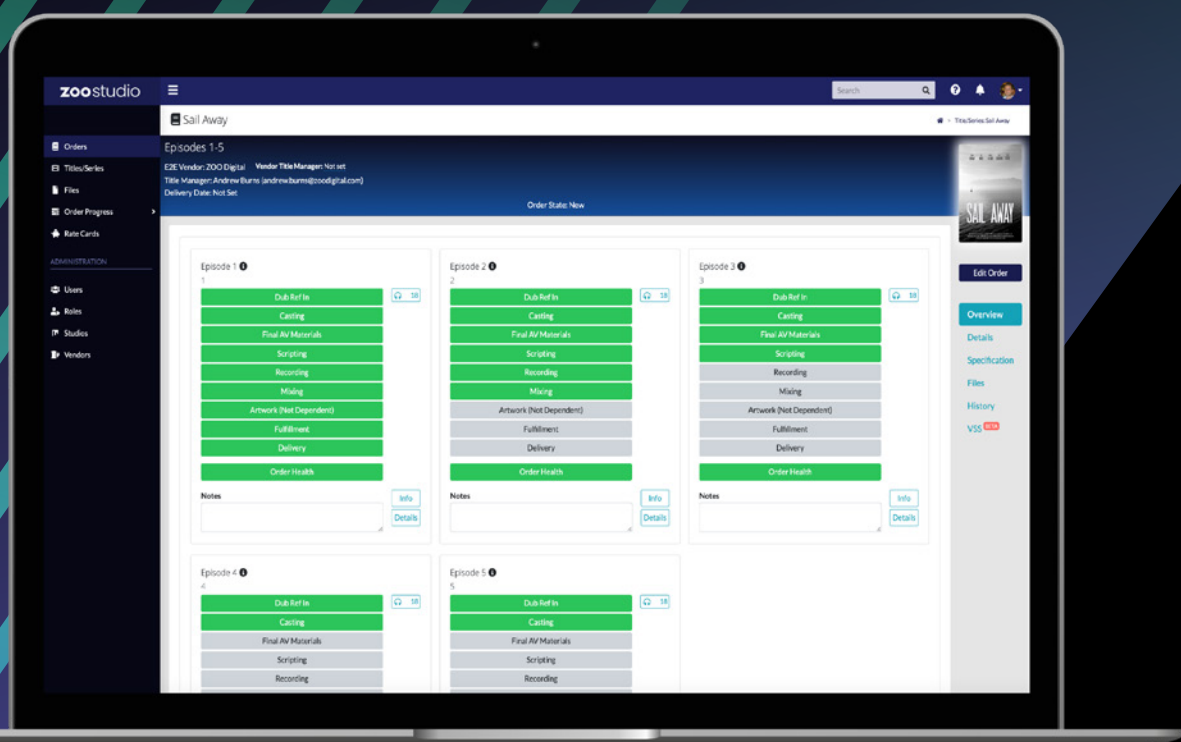 zoostudio
Search
Sail Away
Title/Series: Sail Away
Orders
Titles/Series
Files
Order Progress
Rate Cards
ADMINISTRATION
Users
Roles
Studios
Vendors
Episodes 1-5
E2E Vendor: ZOO Digital Vendor Title Manager: Not set
Title Manager: Andrew Burns (andrew.burns@zoodigital.com)
Delivery Date: Not Set
Order State: New
SAIL AWAY
Edit Order
Overview
Details
Specification
Files
History
VSS BETA
Episode 1
1
Dub Ref In
18
Casting
Final AV Materials
Scripting
Recording
Mixing
Artwork (Not Dependent)
Fulfillment
Delivery
Order Health
Notes
Info
Details
Episode 2
2
Dub Ref In
18
Casting
Final AV Materials
Scripting
Recording
Mixing
Artwork (Not Dependent)
Fulfillment
Delivery
Order Health
Notes
Info
Details
Episode 3
3
Dub Ref In
18
Casting
Final AV Materials
Scripting
Recording
Mixing
Artwork (Not Dependent)
Fulfillment
Delivery
Order Health
Notes
Info
Details
Episode 4
4
Dub Ref In
18
Casting
Final AV Materials
Scripting
Recording
Episode 5
5
Dub Ref In
18
Casting
Final AV Materials
Scripting
Recording